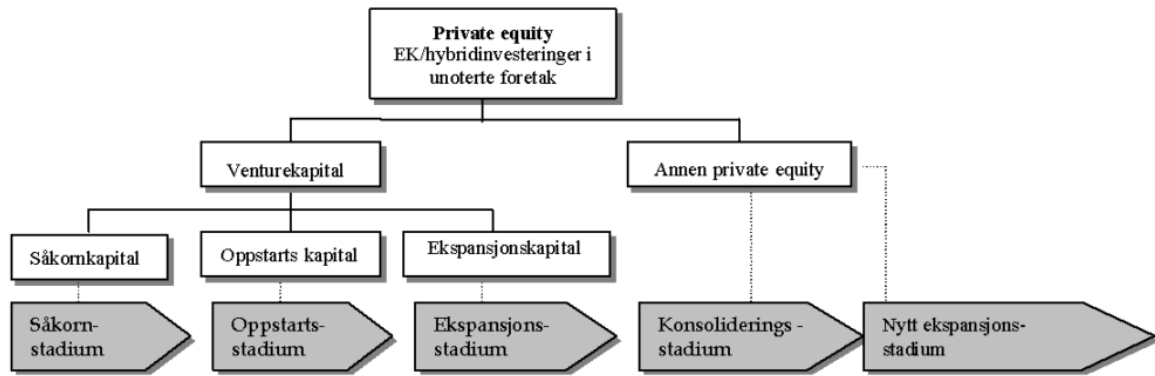 Private equity
EK/hybridinvesteringer i
unoterte foretak
Venturekapital
Annen private equity
Såkornkapital
Oppstarts kapital
Ekspansjonskapital
Såkorn-
stadium
Oppstarts-
stadium
Ekspansjons-
stadium
Konsoliderings -
stadium
Nytt ekspansjons-
stadium